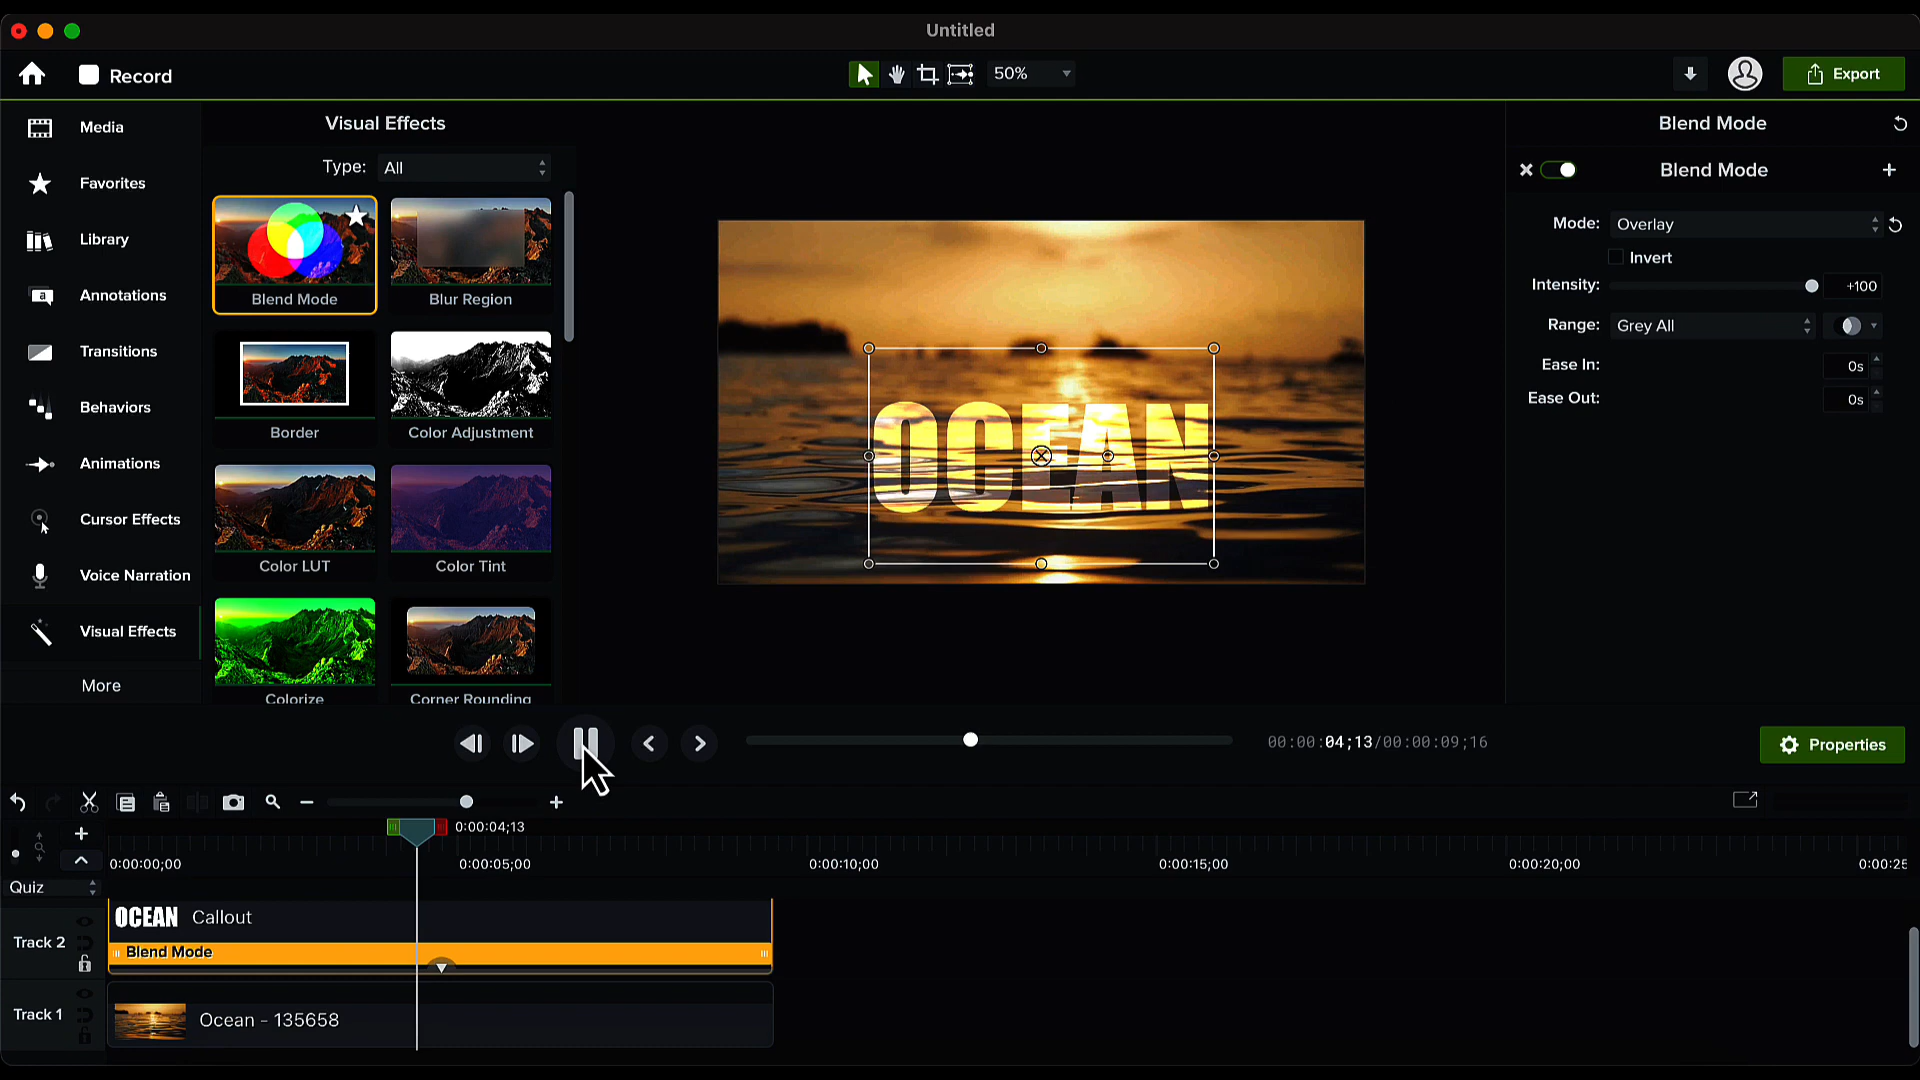 Untitled
Record
50%
Export
Media
Favorites
Library
Annotations
Transitions
Behaviors
Animations
Cursor Effects
Voice Narration
Visual Effects
More
Visual Effects
Type: All
Blend Mode
Blur Region
Border
Color Adjustment
Color LUT
Color Tint
Colorize
Corner Rounding
OCEAN
Blend Mode
Blend Mode
Mode: Overlay
Invert
Intensity: +100
Range: Grey All
Ease In: 0s
Ease Out: 0s
00:00:04;13/00:00:09;16
Properties
0:00:04;13
0:00:00;00
0:00:05;00
0:00:10;00
0:00:15;00
0:00:20;00
0:00:25
Quiz
Track 2
OCEAN Callout
Blend Mode
Track 1
Ocean - 135658